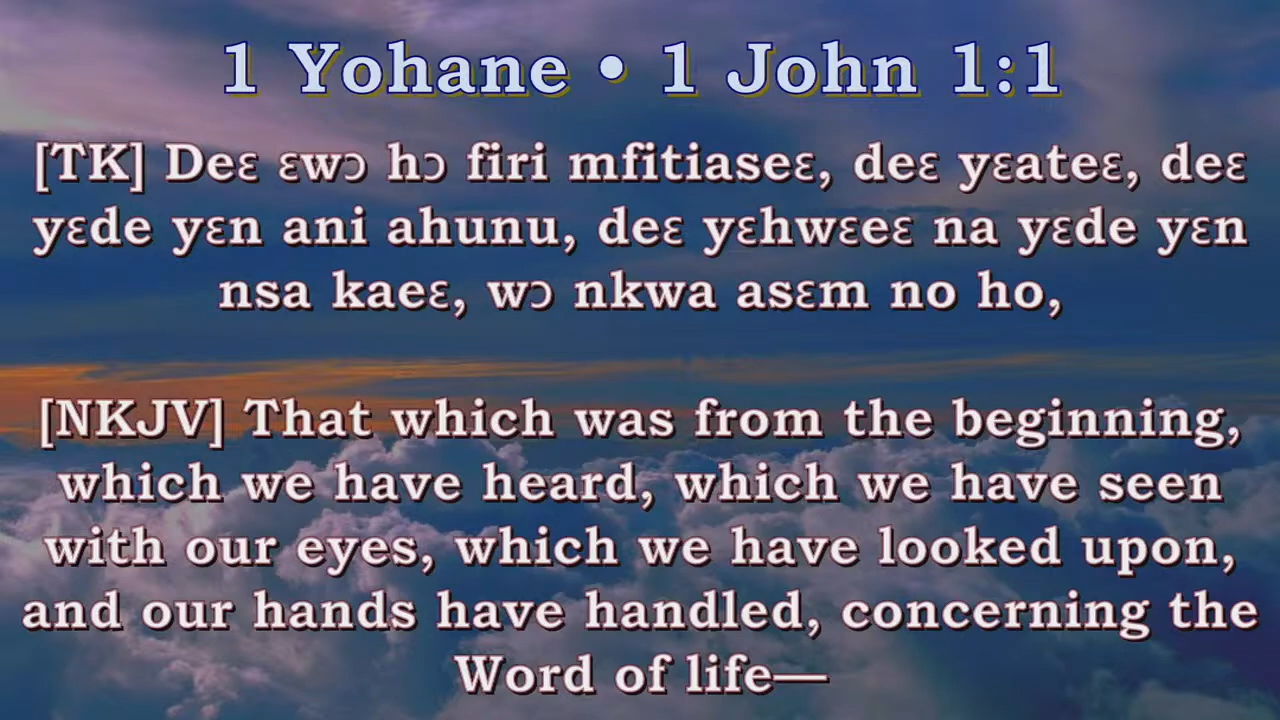 1 Yohane • 1 John 1:1
[TK] Deɛ ɛwɔ hɔ firi mfitiaseɛ, deɛ yɛateɛ, deɛ
yɛde yɛn ani ahunu, deɛ yɛhwɛeɛ na yɛde yɛn
nsa kaeɛ, wɔ nkwa asɛm no ho,
[NKJV] That which was from the beginning,
which we have heard, which we have seen
with our eyes, which we have looked upon,
and our hands have handled, concerning the
Word of life—